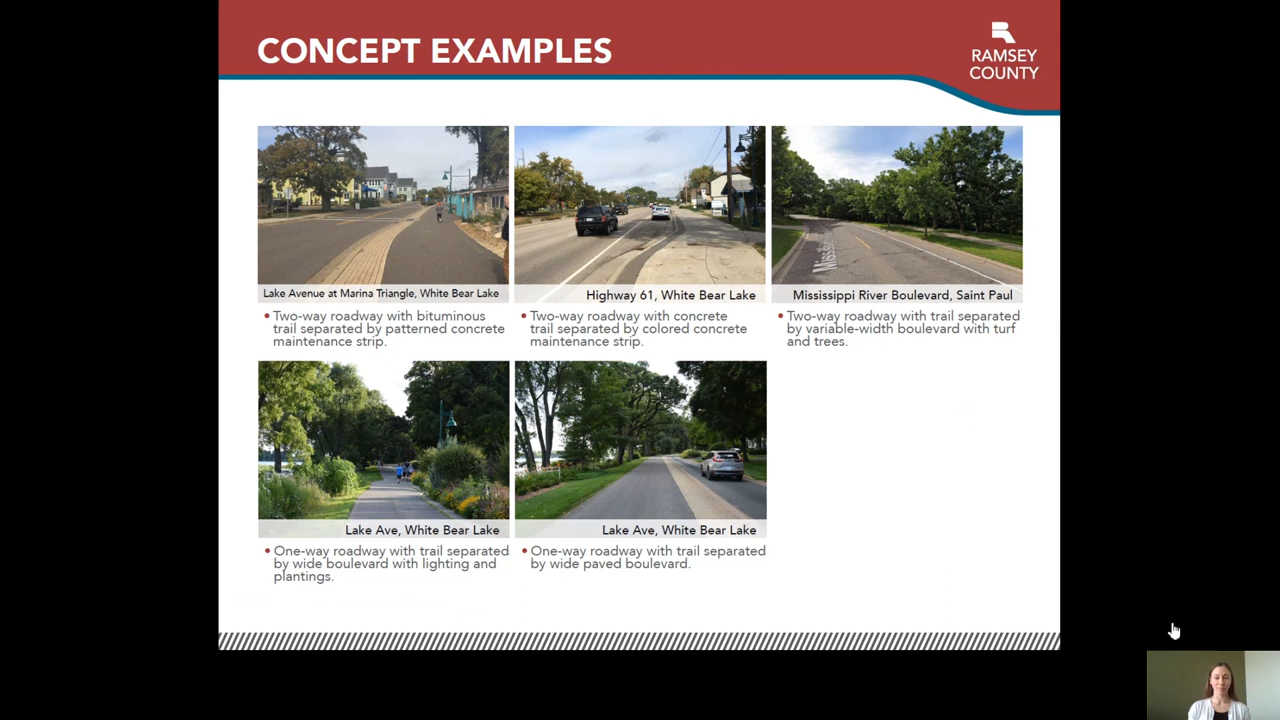 CONCEPT EXAMPLES
RAMSEY
COUNTY
Lake Avenue at Marina Triangle, White Bear Lake
• Two-way roadway with bituminous
trail separated by patterned concrete
maintenance strip.
Highway 61, White Bear Lake
• Two-way roadway with concrete
trail separated by colored concrete
maintenance strip.
Mississippi River Boulevard, Saint Paul
• Two-way roadway with trail separated
by variable-width boulevard with turf
and trees.
Lake Ave, White Bear Lake
• One-way roadway with trail separated
by wide boulevard with lighting and
plantings.
Lake Ave, White Bear Lake
• One-way roadway with trail separated
by wide paved boulevard.